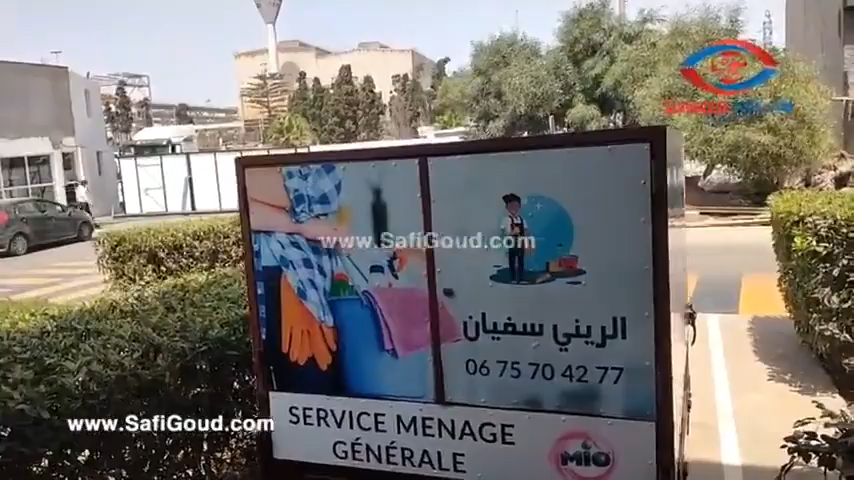 www.SafiGoud.com
الريني سفيان
06 75 70 42 77
SERVICE MENAGE
GÉNÉRALE
MiO
www.SafiGoud.com